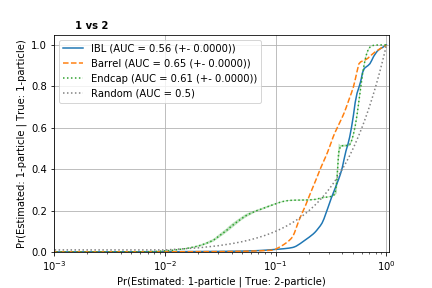 1 vs 2
Pr(Estimated: 1-particle | True: 1-particle)
1.0
0.8
0.6
0.4
0.2
0.0
IBL (AUC = 0.56 (+- 0.0000))
Barrel (AUC = 0.65 (+- 0.0000))
Endcap (AUC = 0.61 (+- 0.0000))
Random (AUC = 0.5)
10⁻³ 10⁻² 10⁻¹ 10⁰
Pr(Estimated: 1-particle | True: 2-particle)